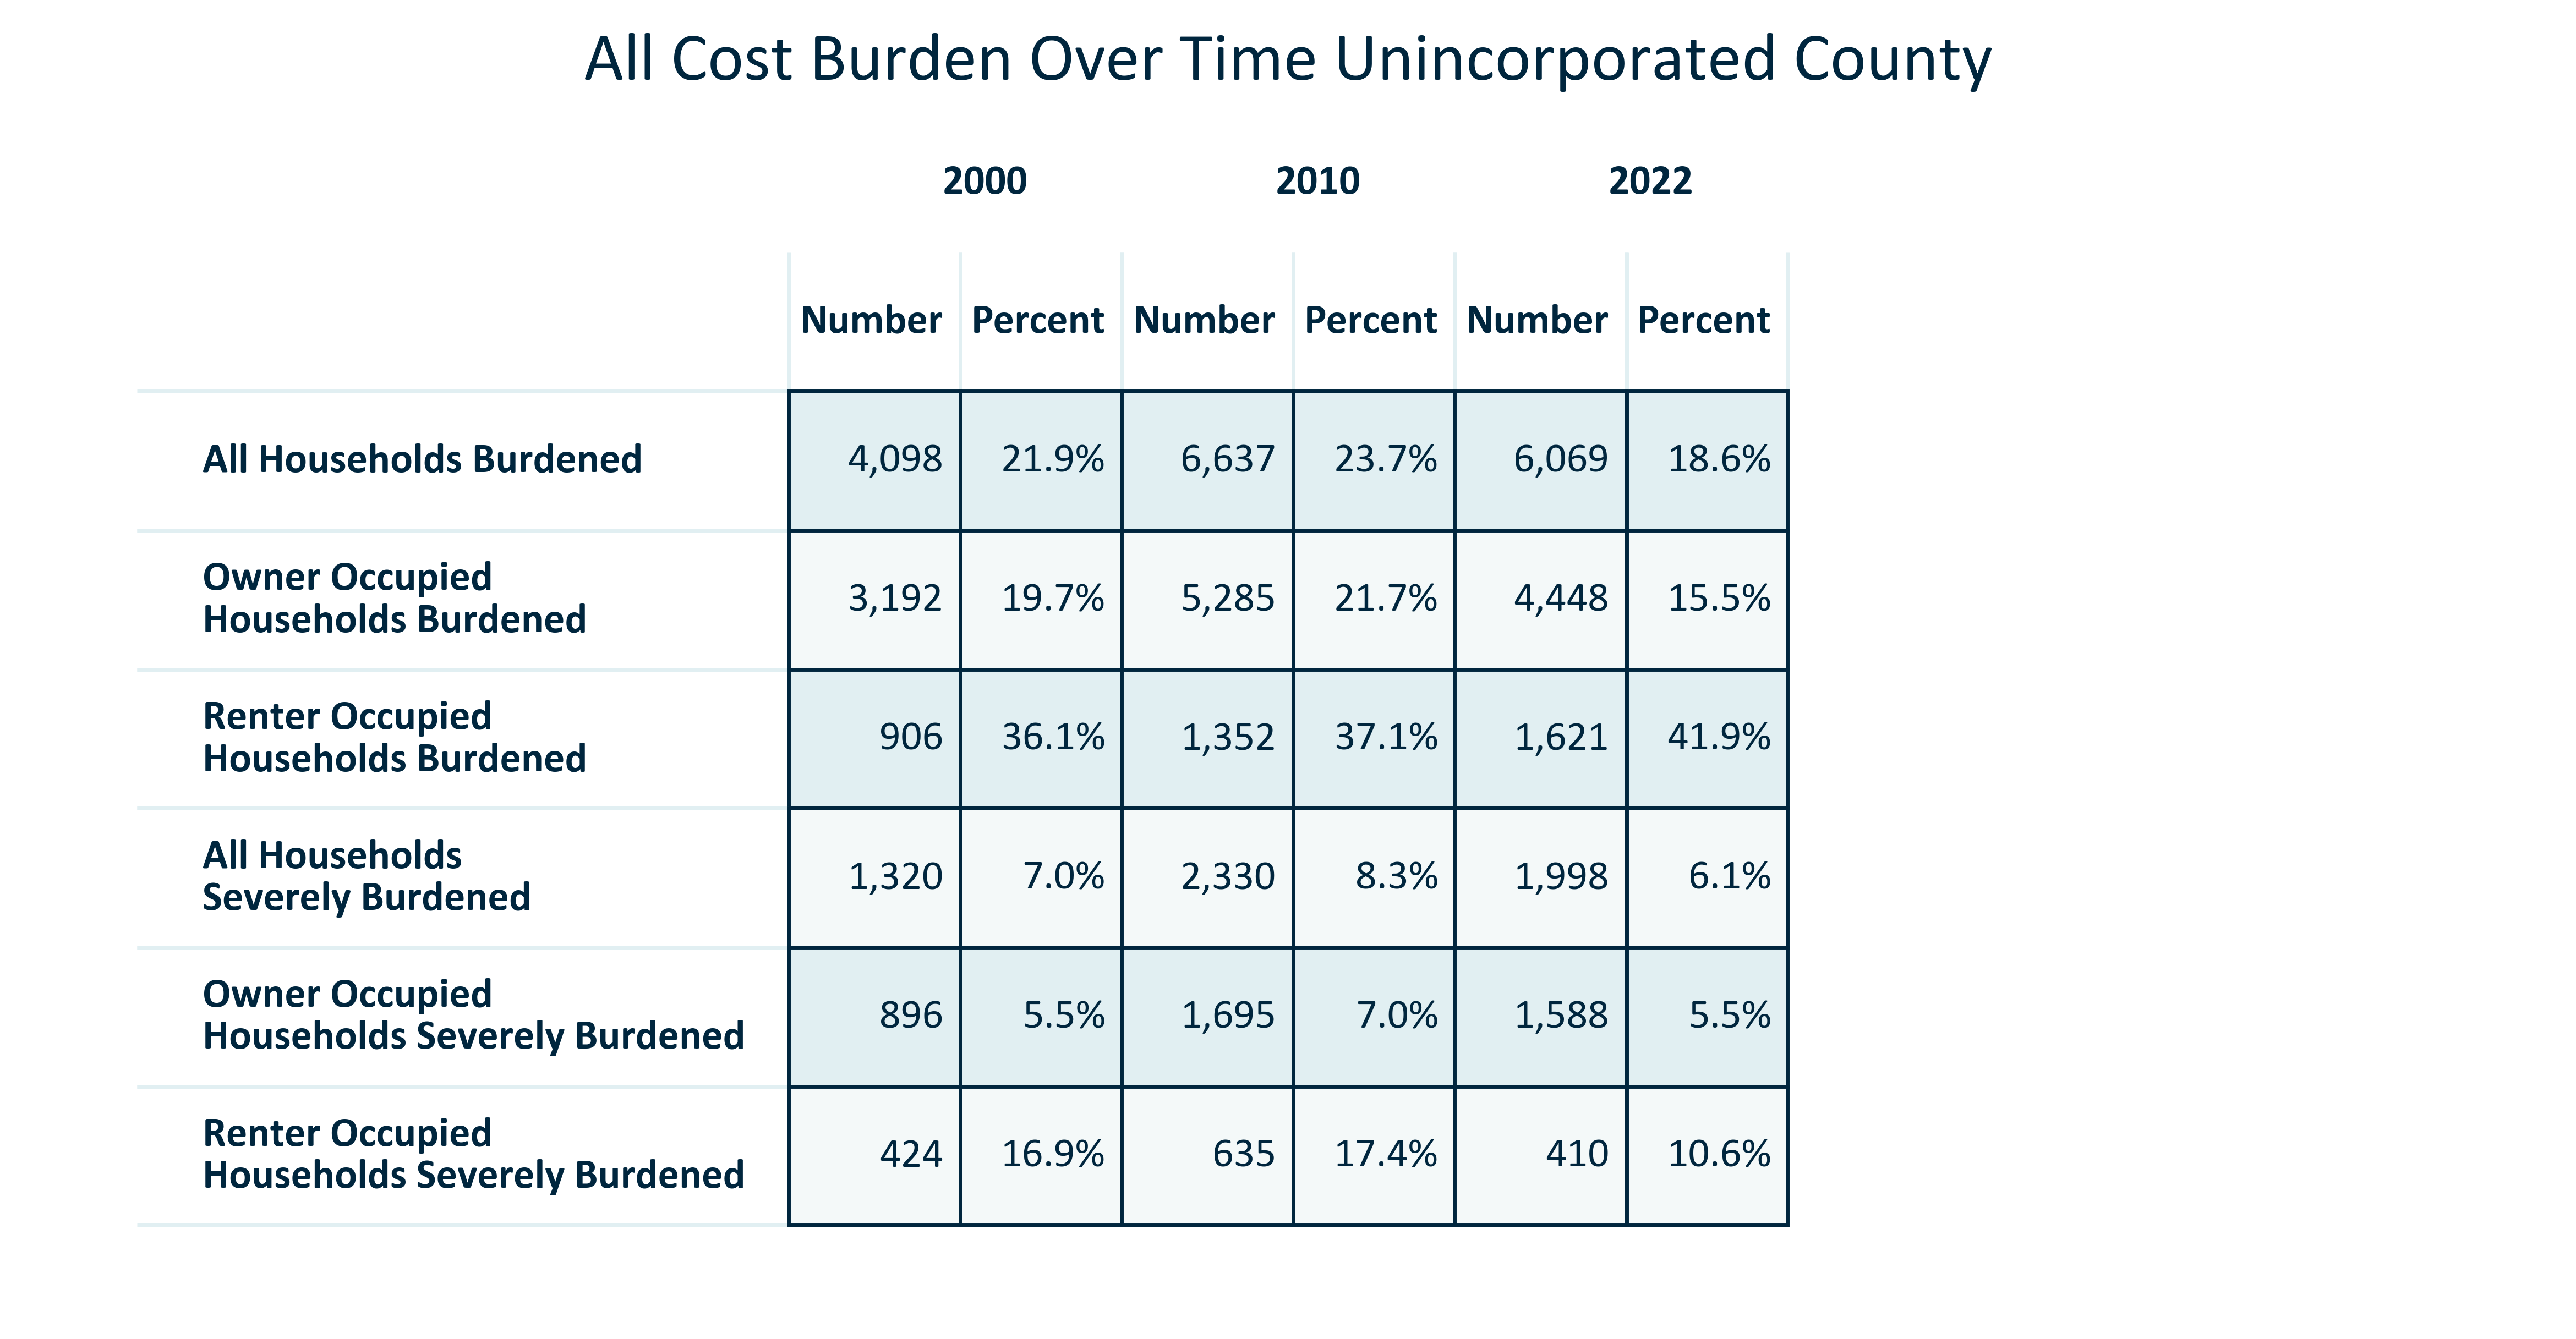 All Cost Burden Over Time Unincorporated County
2000 2010 2022
Number Percent Number Percent Number Percent
All Households Burdened 4,098 21.9% 6,637 23.7% 6,069 18.6%
Owner Occupied
Households Burdened 3,192 19.7% 5,285 21.7% 4,448 15.5%
Renter Occupied
Households Burdened 906 36.1% 1,352 37.1% 1,621 41.9%
All Households
Severely Burdened 1,320 7.0% 2,330 8.3% 1,998 6.1%
Owner Occupied
Households Severely Burdened 896 5.5% 1,695 7.0% 1,588 5.5%
Renter Occupied
Households Severely Burdened 424 16.9% 635 17.4% 410 10.6%